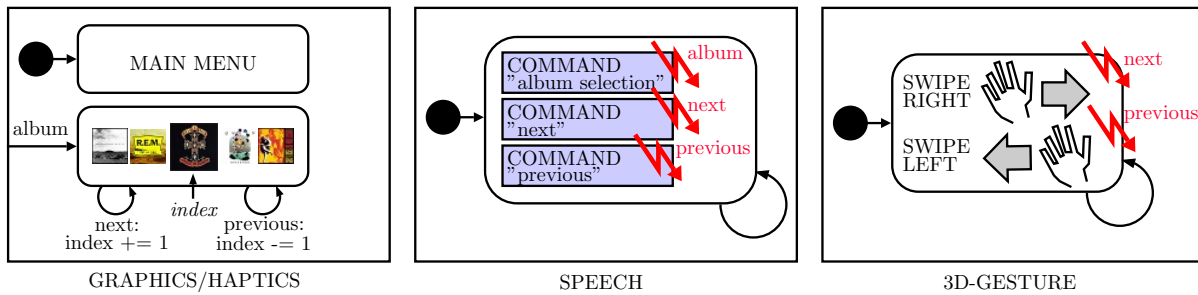 MAIN MENU
album
R.E.M.
index
next:
index += 1
previous:
index -= 1
GRAPHICS/HAPTICS
COMMAND
"album selection"
album
COMMAND
"next"
next
COMMAND
"previous"
previous
SPEECH
SWIPE
RIGHT
next
SWIPE
LEFT
previous
3D-GESTURE